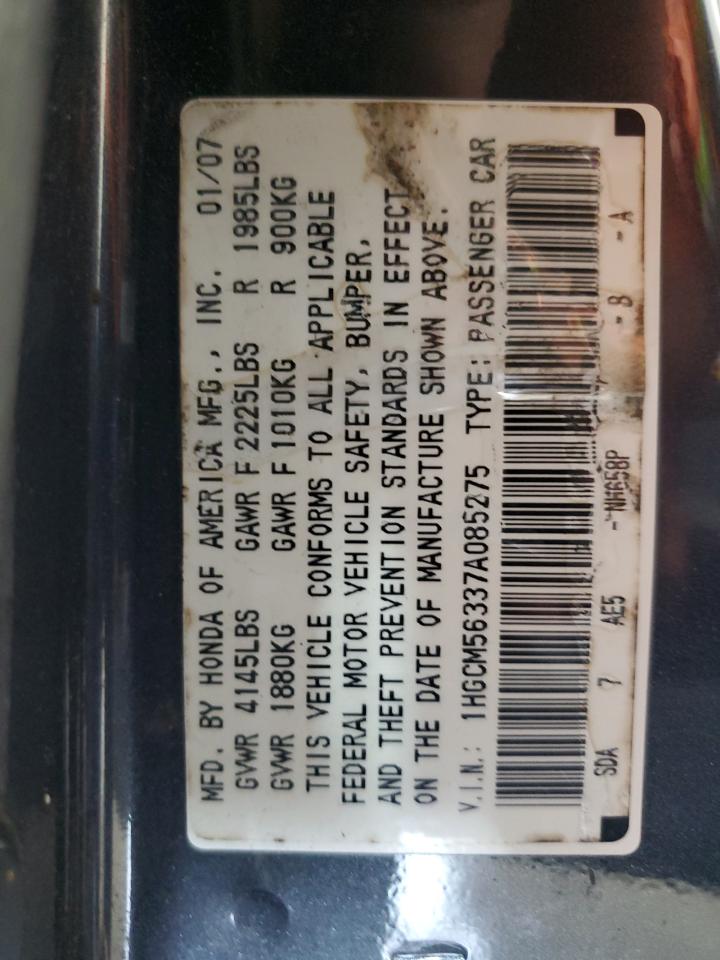 MFD. BY HONDA OF AMERICA MFG., INC. 01/07
GVWR 4145LBS GAWR F 2225LBS R 1985LBS
GVWR 1880KG GAWR F 1010KG R 900KG
THIS VEHICLE CONFORMS TO ALL APPLICABLE
FEDERAL MOTOR VEHICLE SAFETY, BUMPER,
AND THEFT PREVENTION STANDARDS IN EFFECT
ON THE DATE OF MANUFACTURE SHOWN ABOVE.
V.I.N.: 1HGCM56337A085275 TYPE: PASSENGER CAR
SDA 7 AE5 - NH658P - B - A